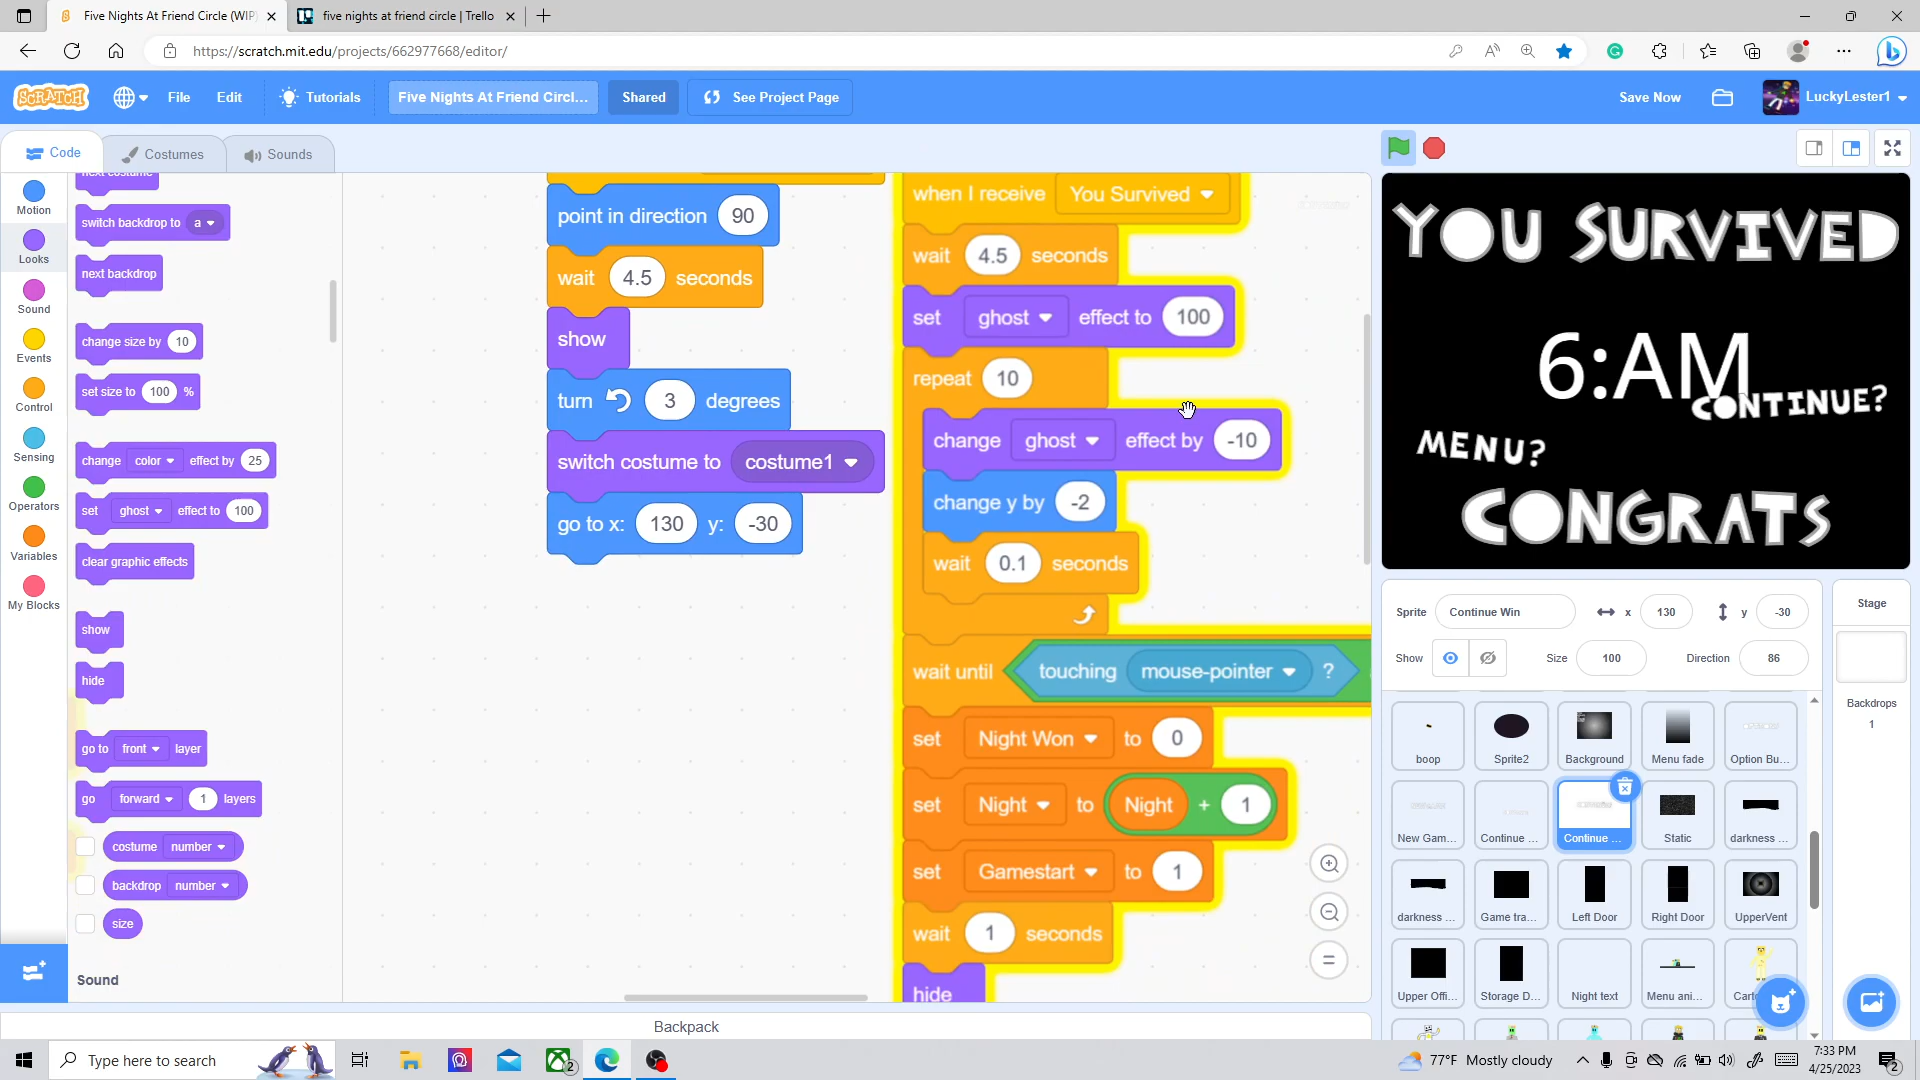 Five Nights At Friend Circle (WIP)
five nights at friend circle | Trello
https://scratch.mit.edu/projects/662977668/editor/
SCRATCH
File
Edit
Tutorials
Five Nights At Friend Circl...
Shared
See Project Page
Save Now
LuckyLester1
Code
Costumes
Sounds
Motion
Looks
Sound
Events
Control
Sensing
Operators
Variables
My Blocks
next costume
switch backdrop to a
next backdrop
change size by 10
set size to 100 %
change color effect by 25
set ghost effect to 100
clear graphic effects
show
hide
go to front layer
go forward 1 layers
costume number
backdrop number
size
Sound
point in direction 90
wait 4.5 seconds
show
turn 3 degrees
switch costume to costume1
go to x: 130 y: -30
when I receive You Survived
wait 4.5 seconds
set ghost effect to 100
repeat 10
change ghost effect by -10
change y by -2
wait 0.1 seconds
wait until touching mouse-pointer ?
set Night Won to 0
set Night to Night + 1
set Gamestart to 1
wait 1 seconds
hide
Backpack
YOU SURVIVED
6:AM
CONTINUE?
MENU?
CONGRATS
Sprite Continue Win x 130 y -30
Show Size 100 Direction 86
Stage
Backdrops
1
boop
Sprite2
Background
Menu fade
Option Bu...
New Gam...
Continue ...
Continue ...
Static
darkness ...
darkness ...
Game tra...
Left Door
Right Door
UpperVent
Upper Offi...
Storage D...
Night text
Menu ani...
Type here to search
2
77°F Mostly cloudy
7:33 PM
4/25/2023
2